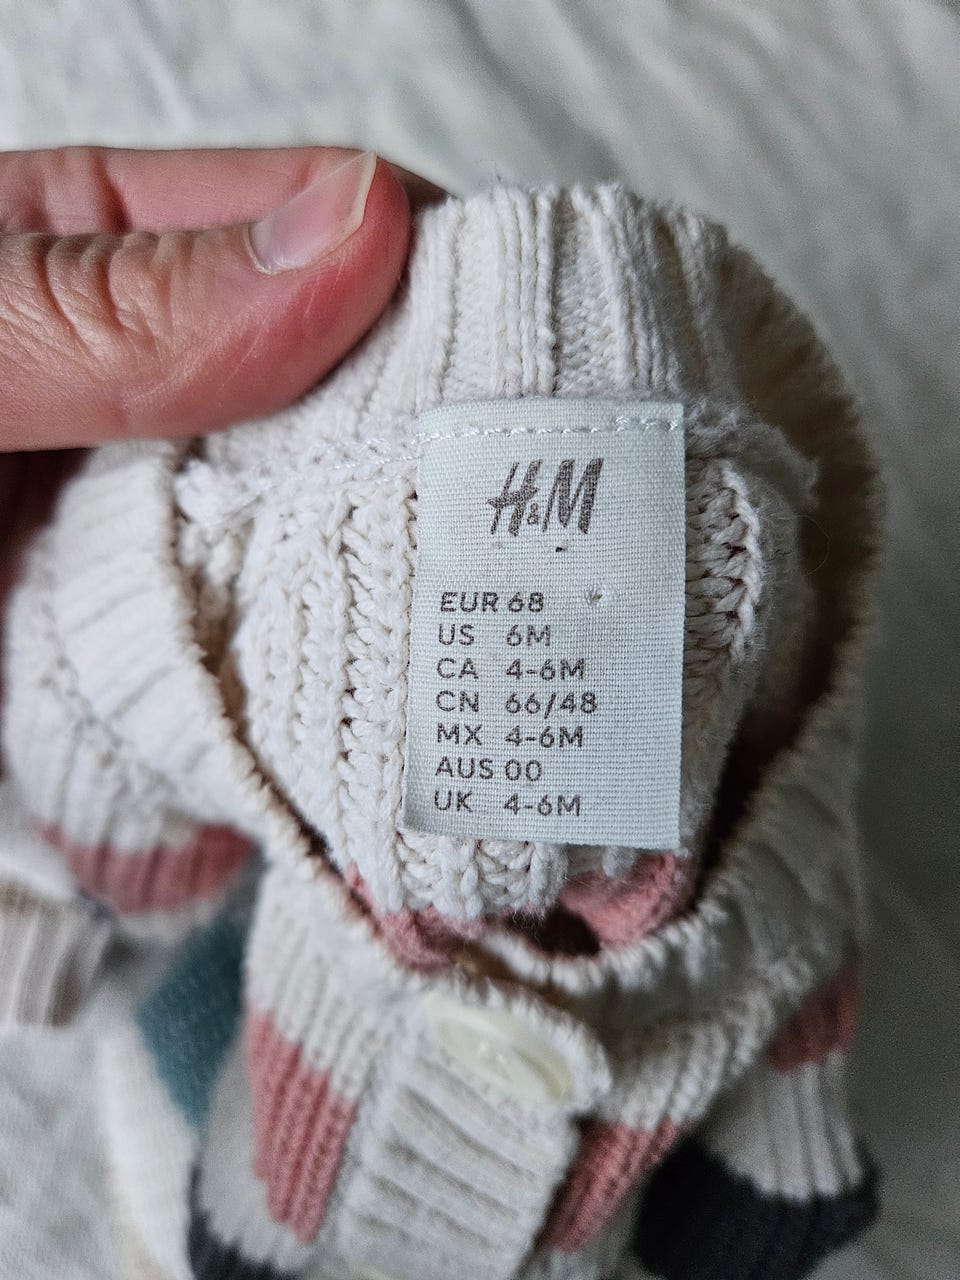 H&M
EUR 68
US 6M
CA 4-6M
CN 66/48
MX 4-6M
AUS 00
UK 4-6M